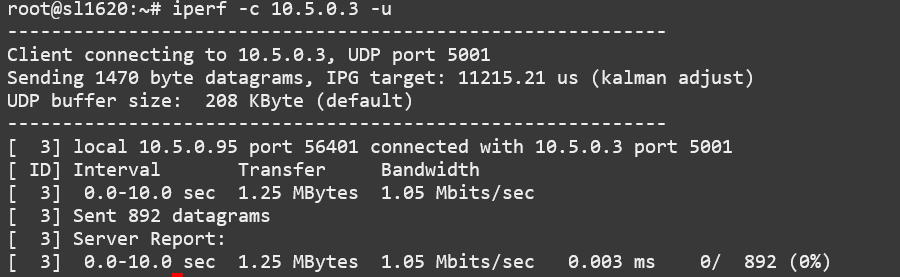 root@sl1620:~# iperf -c 10.5.0.3 -u
------------------------------------------------------------
Client connecting to 10.5.0.3, UDP port 5001
Sending 1470 byte datagrams, IPG target: 11215.21 us (kalman adjust)
UDP buffer size:  208 KByte (default)
------------------------------------------------------------
[  3] local 10.5.0.95 port 56401 connected with 10.5.0.3 port 5001
[ ID] Interval       Transfer     Bandwidth
[  3]  0.0-10.0 sec  1.25 MBytes  1.05 Mbits/sec
[  3] Sent 892 datagrams
[  3] Server Report:
[  3]  0.0-10.0 sec  1.25 MBytes  1.05 Mbits/sec   0.003 ms    0/  892 (0%)